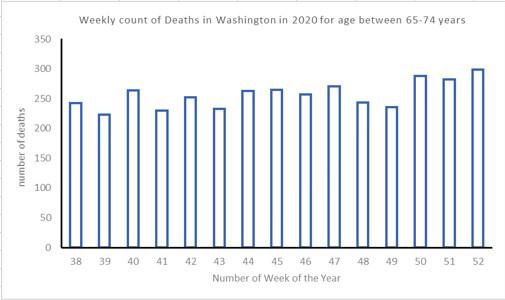 Weekly count of Deaths in Washington in 2020 for age between 65-74 years
350
300
250
200
150
100
50
0
number of deaths
38 39 40 41 42 43 44 45 46 47 48 49 50 51 52
Number of Week of the Year